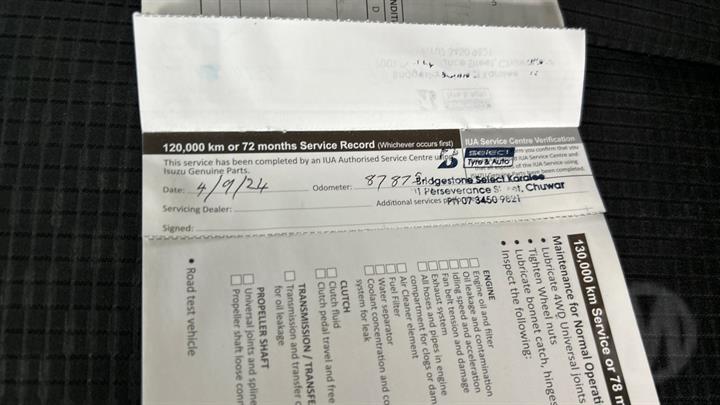 120,000 km or 72 months Service Record (Whichever occurs first)
IUA Service Centre Verification
This service has been completed by an IUA Authorised Service Centre using
Isuzu Genuine Parts.
Date: 4/9/24
Odometer: 8787
Select
Tyre & Auto
Bridgestone Select Karalee
Perseverance St, Chuwar
PH 07 3450 9821
Servicing Dealer:
Additional services
Signed:
130,000 km Service or 78 m
Maintenance for Normal Operati
• Lubricate 4WD Universal joints
• Tighten Wheel nuts
• Lubricate bonnet catch, hinges
• Inspect the following:
ENGINE
Engine oil and filter
Oil leakage and contamination
Idling speed and acceleration
Fan belt tension and damage
Exhaust system
All hoses and pipes in engine
compartment for clogs or dam
Air Cleaner element
Fuel Filter
Water separator
Coolant concentration and co
system for leak
CLUTCH
Clutch fluid
Clutch pedal travel and free
TRANSMISSION / TRANSFE
Transmission and transfer c
for oil leakage
PROPELLER SHAFT
Universal joints and spline
Propeller shaft loose conn
• Road test vehicle